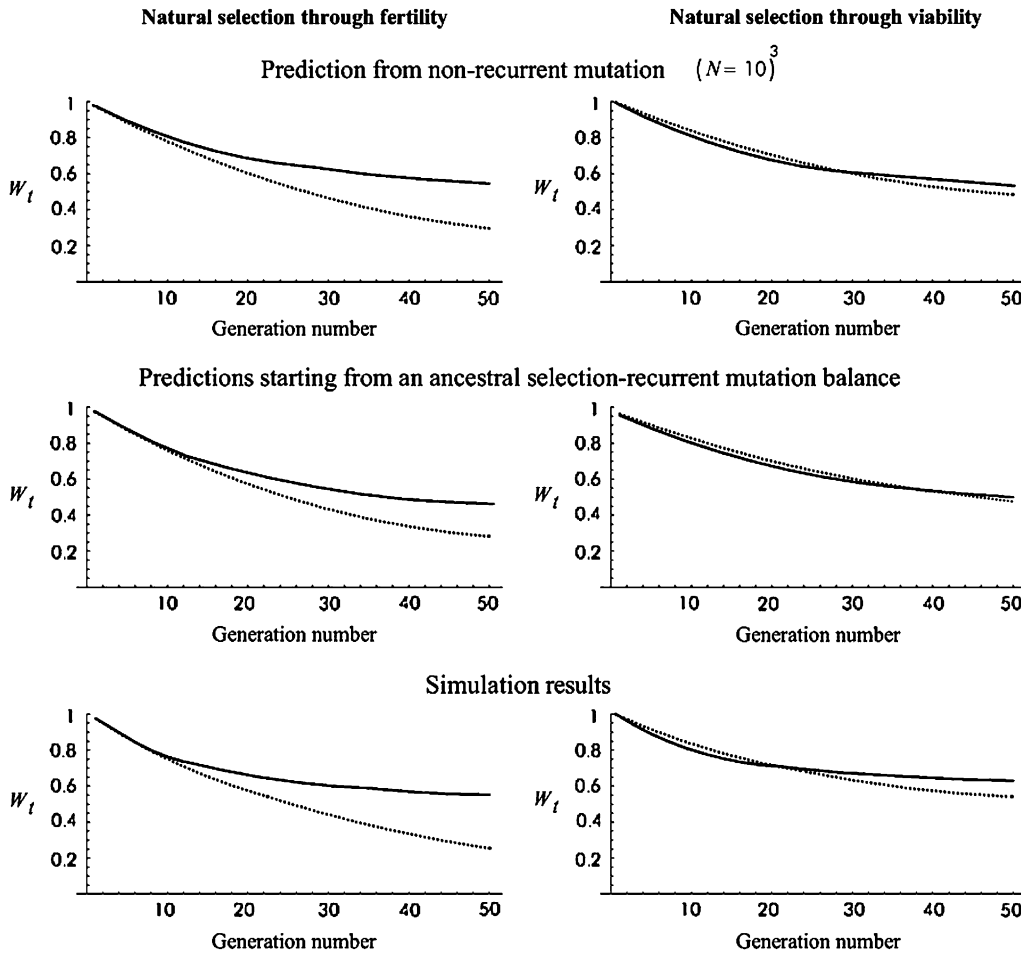 Natural selection through fertility Natural selection through viability
Prediction from non-recurrent mutation (N = 10)³
1 1
0.8 0.8
0.6 0.6
W_t W_t
0.4 0.4
0.2 0.2
10 20 30 40 50 10 20 30 40 50
Generation number Generation number
Predictions starting from an ancestral selection-recurrent mutation balance
1 1
0.8 0.8
0.6 0.6
W_t W_t
0.4 0.4
0.2 0.2
10 20 30 40 50 10 20 30 40 50
Generation number Generation number
Simulation results
1 1
0.8 0.8
0.6 0.6
W_t W_t
0.4 0.4
0.2 0.2
10 20 30 40 50 10 20 30 40 50
Generation number Generation number